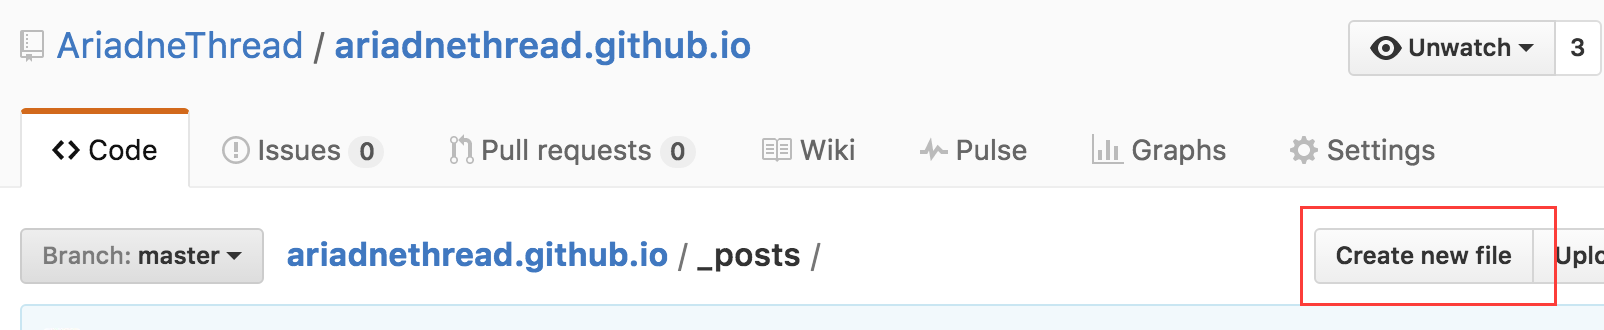 AriadneThread / ariadnethread.github.io
Unwatch 3
Code Issues 0 Pull requests 0 Wiki Pulse Graphs Settings
Branch: master ariadnethread.github.io / _posts / Create new file Uplo